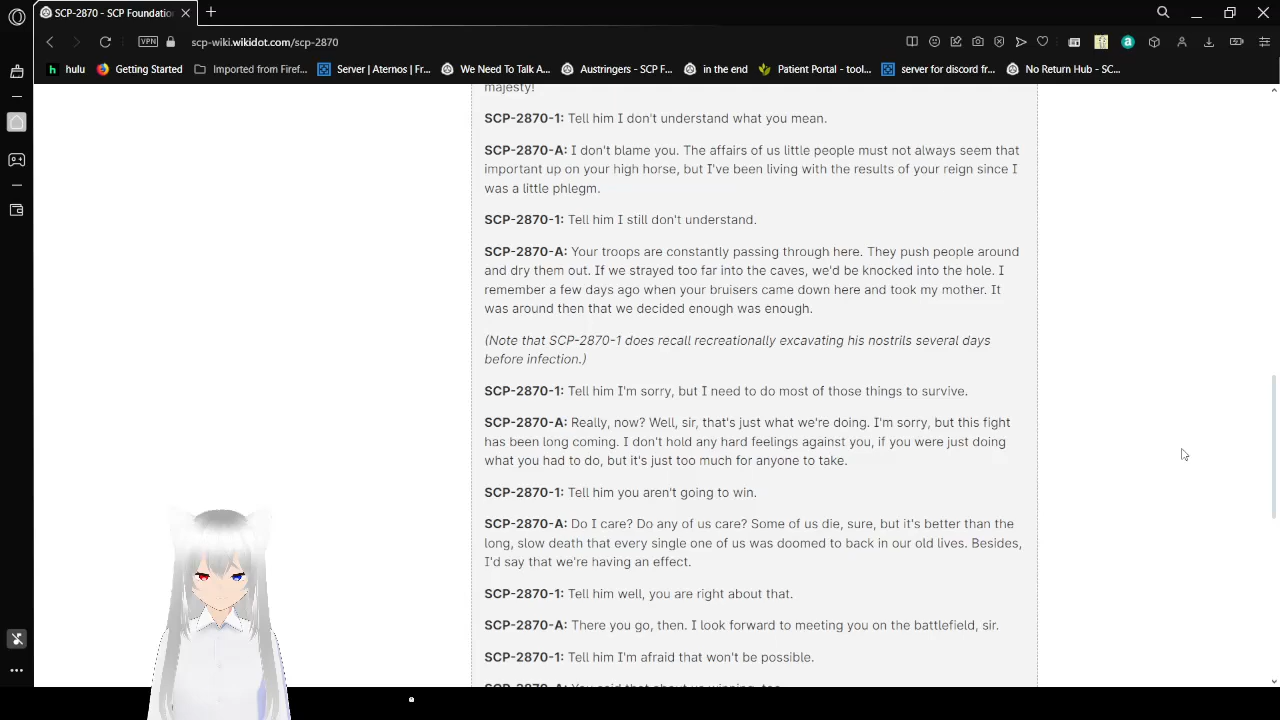 SCP-2870 - SCP Foundatio
VPN
scp-wiki.wikidot.com/scp-2870
hulu
Getting Started
Imported from Firef...
Server | Aternos | Fr...
We Need To Talk A...
Austringers - SCP F...
in the end
Patient Portal - tool...
server for discord fr...
No Return Hub - SC...
majesty!
SCP-2870-1: Tell him I don't understand what you mean.
SCP-2870-A: I don't blame you. The affairs of us little people must not always seem that
important up on your high horse, but I've been living with the results of your reign since I
was a little phlegm.
SCP-2870-1: Tell him I still don't understand.
SCP-2870-A: Your troops are constantly passing through here. They push people around
and dry them out. If we strayed too far into the caves, we'd be knocked into the hole. I
remember a few days ago when your bruisers came down here and took my mother. It
was around then that we decided enough was enough.
(Note that SCP-2870-1 does recall recreationally excavating his nostrils several days
before infection.)
SCP-2870-1: Tell him I'm sorry, but I need to do most of those things to survive.
SCP-2870-A: Really, now? Well, sir, that's just what we're doing. I'm sorry, but this fight
has been long coming. I don't hold any hard feelings against you, if you were just doing
what you had to do, but it's just too much for anyone to take.
SCP-2870-1: Tell him you aren't going to win.
SCP-2870-A: Do I care? Do any of us care? Some of us die, sure, but it's better than the
long, slow death that every single one of us was doomed to back in our old lives. Besides,
I'd say that we're having an effect.
SCP-2870-1: Tell him well, you are right about that.
SCP-2870-A: There you go, then. I look forward to meeting you on the battlefield, sir.
SCP-2870-1: Tell him I'm afraid that won't be possible.
SCP-2870-A: You said that about us winning, too.